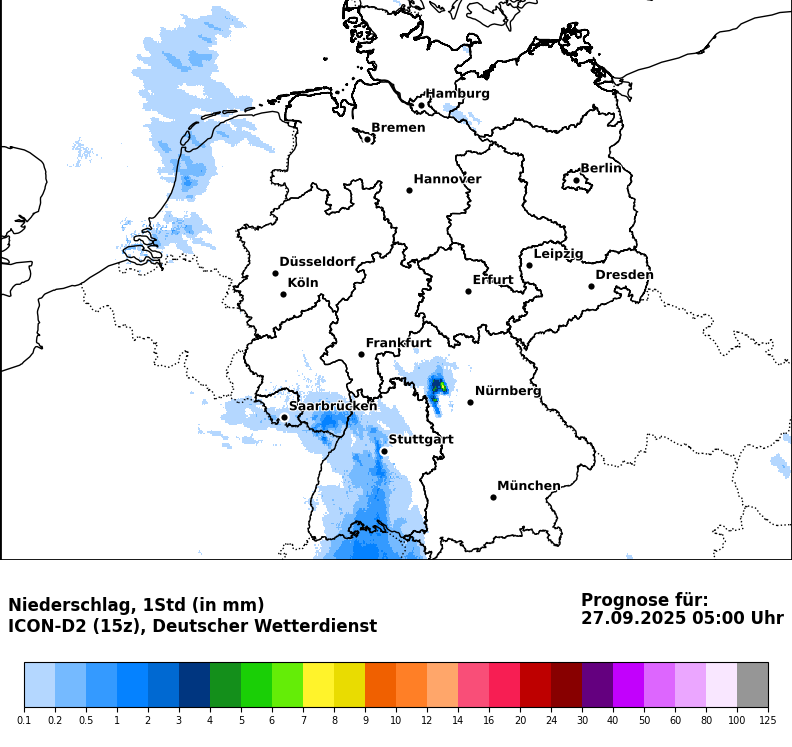 Hamburg
Bremen
Berlin
Hannover
Düsseldorf
Köln
Leipzig
Dresden
Erfurt
Frankfurt
Nürnberg
Saarbrücken
Stuttgart
München
Niederschlag, 1Std (in mm)
ICON-D2 (15z), Deutscher Wetterdienst
Prognose für:
27.09.2025 05:00 Uhr
0.1 0.2 0.5 1 2 3 4 5 6 7 8 9 10 12 14 16 20 24 30 40 50 60 80 100 125